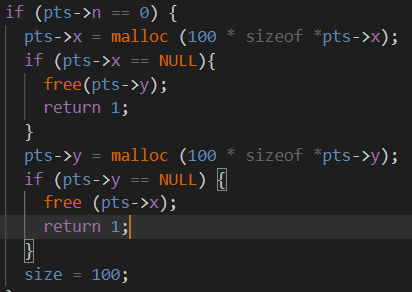 if (pts->n == 0) {
pts->x = malloc (100 * sizeof *pts->x);
if (pts->x == NULL){
free(pts->y);
return 1;
}
pts->y = malloc (100 * sizeof *pts->y);
if (pts->y == NULL) {
free (pts->x);
return 1;
}
size = 100;